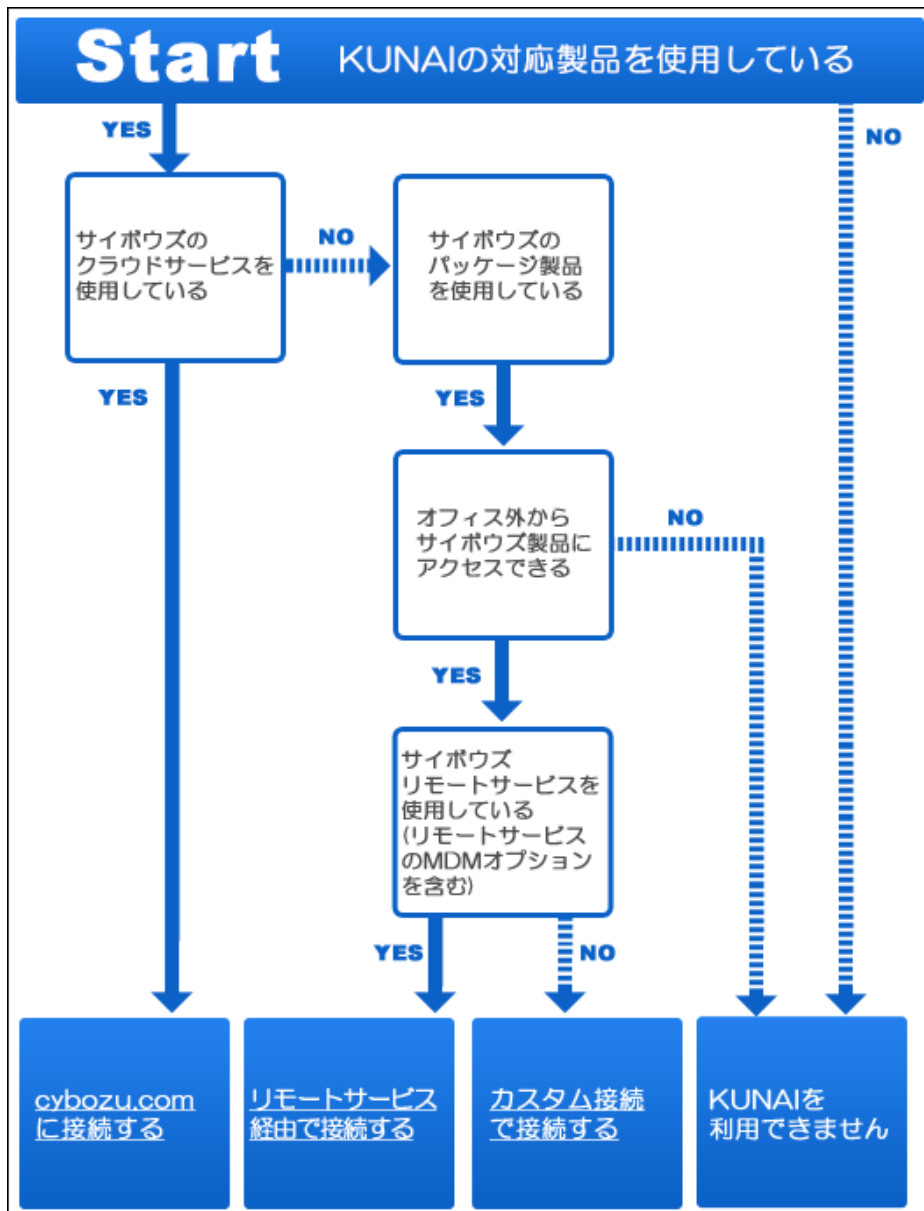 Start KUNAIの対応製品を使用している
YES
NO
サイボウズの
クラウドサービスを
使用している
NO
サイボウズの
パッケージ製品
を使用している
YES
YES
オフィス外から
サイボウズ製品に
アクセスできる
NO
YES
サイボウズ
リモートサービスを
使用している
(リモートサービス
のMDMオプション
を含む)
YES
NO
cybozu.com
に接続する
リモートサービス
経由で接続する
カスタム接続
で接続する
KUNAIを
利用できません